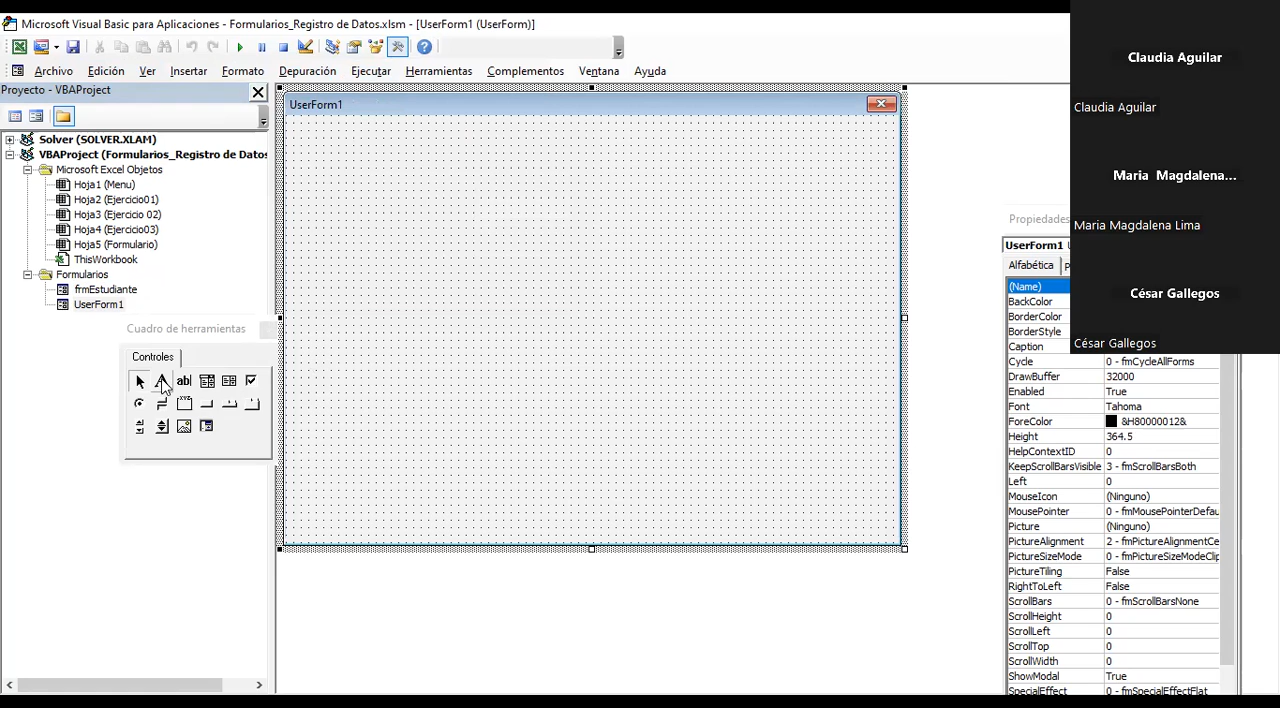 Microsoft Visual Basic para Aplicaciones - Formularios_Registro de Datos.xlsm - [UserForm1 (UserForm)]
Archivo Edición Ver Insertar Formato Depuración Ejecutar Herramientas Complementos Ventana Ayuda
Proyecto - VBAProject
Solver (SOLVER.XLAM)
VBAProject (Formularios_Registro de Datos
Microsoft Excel Objetos
Hoja1 (Menu)
Hoja2 (Ejercicio01)
Hoja3 (Ejercicio 02)
Hoja4 (Ejercicio03)
Hoja5 (Formulario)
ThisWorkbook
Formularios
frmEstudiante
UserForm1
Cuadro de herramientas
Controles
abl
UserForm1
Claudia Aguilar
Claudia Aguilar
Maria Magdalena...
Maria Magdalena Lima
César Gallegos
César Gallegos
Propiedades
UserForm1 U
Alfabética P
(Name)
BackColor
BorderColor
BorderStyle
Caption
Cycle 0 - fmCycleAllForms
DrawBuffer 32000
Enabled True
Font Tahoma
ForeColor &H80000012&
Height 364.5
HelpContextID 0
KeepScrollBarsVisible 3 - fmScrollBarsBoth
Left 0
MouseIcon (Ninguno)
MousePointer 0 - fmMousePointerDefau
Picture (Ninguno)
PictureAlignment 2 - fmPictureAlignmentCe
PictureSizeMode 0 - fmPictureSizeModeClip
PictureTiling False
RightToLeft False
ScrollBars 0 - fmScrollBarsNone
ScrollHeight 0
ScrollLeft 0
ScrollTop 0
ScrollWidth 0
ShowModal True
SpecialEffect 0 - fmSpecialEffectFlat